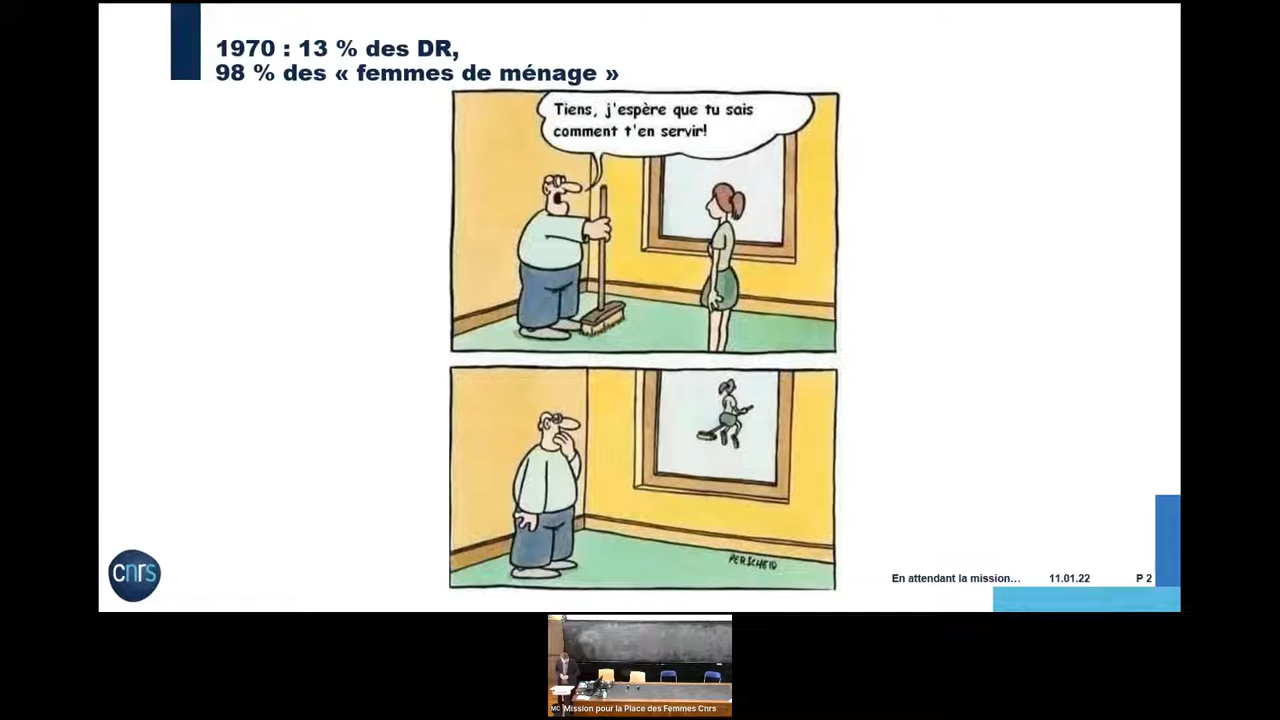 1970 : 13 % des DR,
98 % des « femmes de ménage »
Tiens, j'espère que tu sais
comment t'en servir!
PERSCHEID
cnrs
En attendant la mission… 11.01.22 P 2
MC Mission pour la Place des Femmes Cnrs